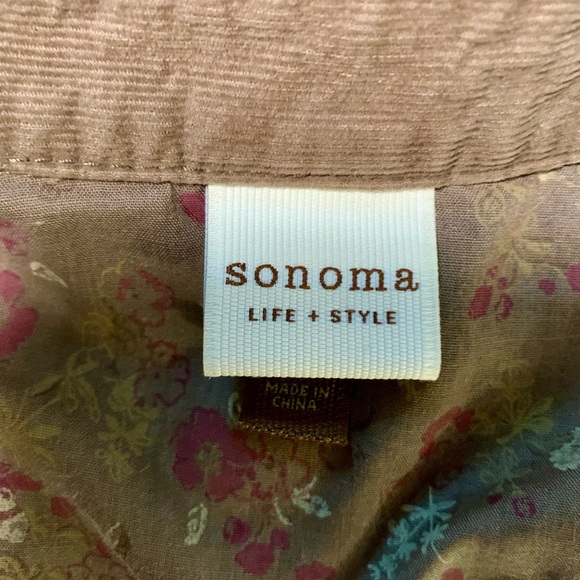 sonoma
LIFE + STYLE
MADE IN
CHINA